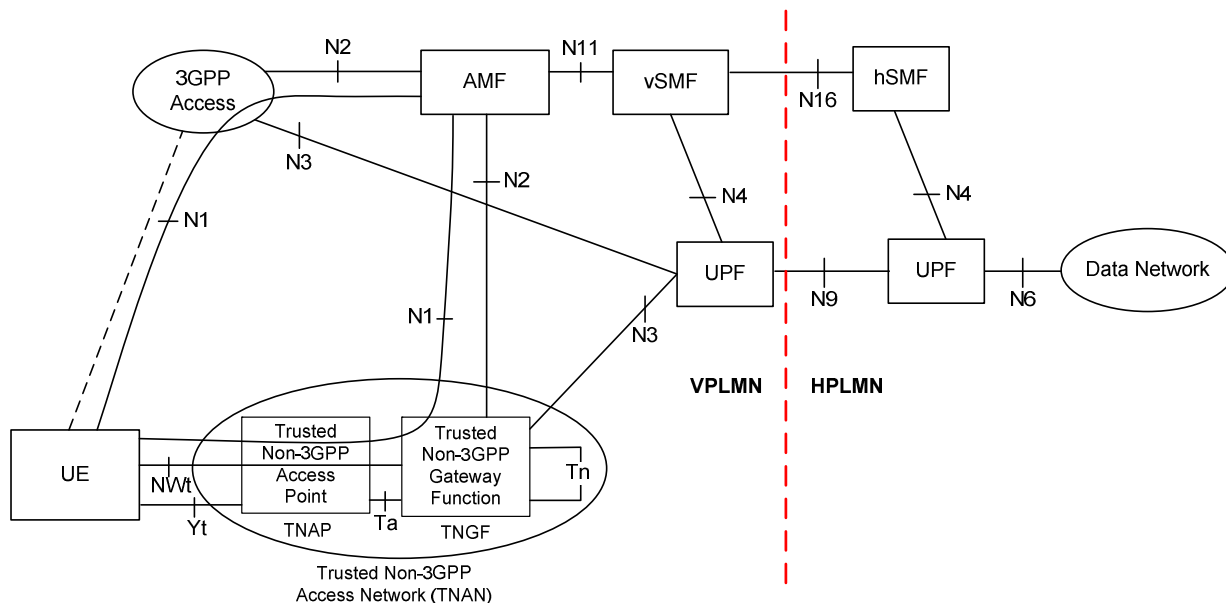 N2
N11
3GPP
Access
AMF
vSMF
hSMF
N16
N3
N2
N4
N4
N1
UPF
UPF
Data Network
N9
N6
N1
N3
VPLMN
HPLMN
UE
Trusted
Non-3GPP
Access
Point
Trusted
Non-3GPP
Gateway
Function
Tn
NWt
Yt
Ta
TNAP
TNGF
Trusted Non-3GPP
Access Network (TNAN)